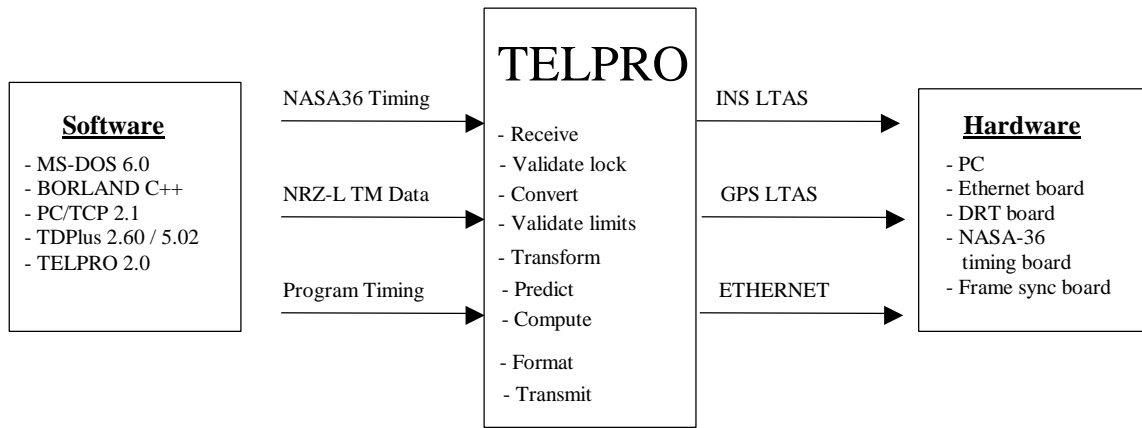 Software
- MS-DOS 6.0
- BORLAND C++
- PC/TCP 2.1
- TDPlus 2.60 / 5.02
- TELPRO 2.0
NASA36 Timing
NRZ-L TM Data
Program Timing
TELPRO
- Receive
- Validate lock
- Convert
- Validate limits
- Transform
- Predict
- Compute
- Format
- Transmit
INS LTAS
GPS LTAS
ETHERNET
Hardware
- PC
- Ethernet board
- DRT board
- NASA-36
timing board
- Frame sync board